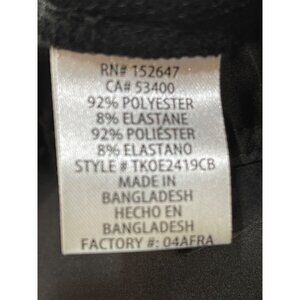 RN# 152647
CA# 53400
92% POLYESTER
8% ELASTANE
92% POLIÉSTER
8% ELASTANO
STYLE # TKOE2419CB
MADE IN
BANGLADESH
HECHO EN
BANGLADESH
FACTORY #: 04AFRA